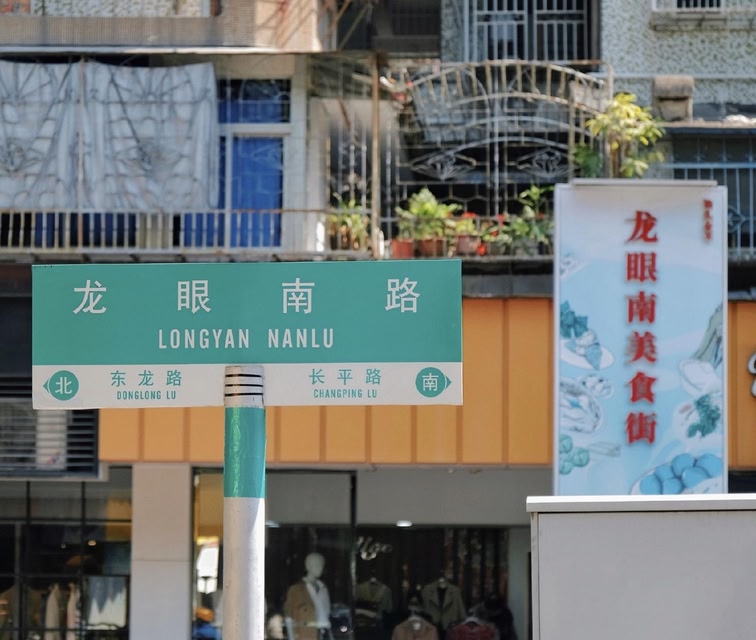 龙眼南路
LONGYAN NANLU
北 东龙路 长平路 南
DONGLONG LU CHANGPING LU
龙眼南美食街